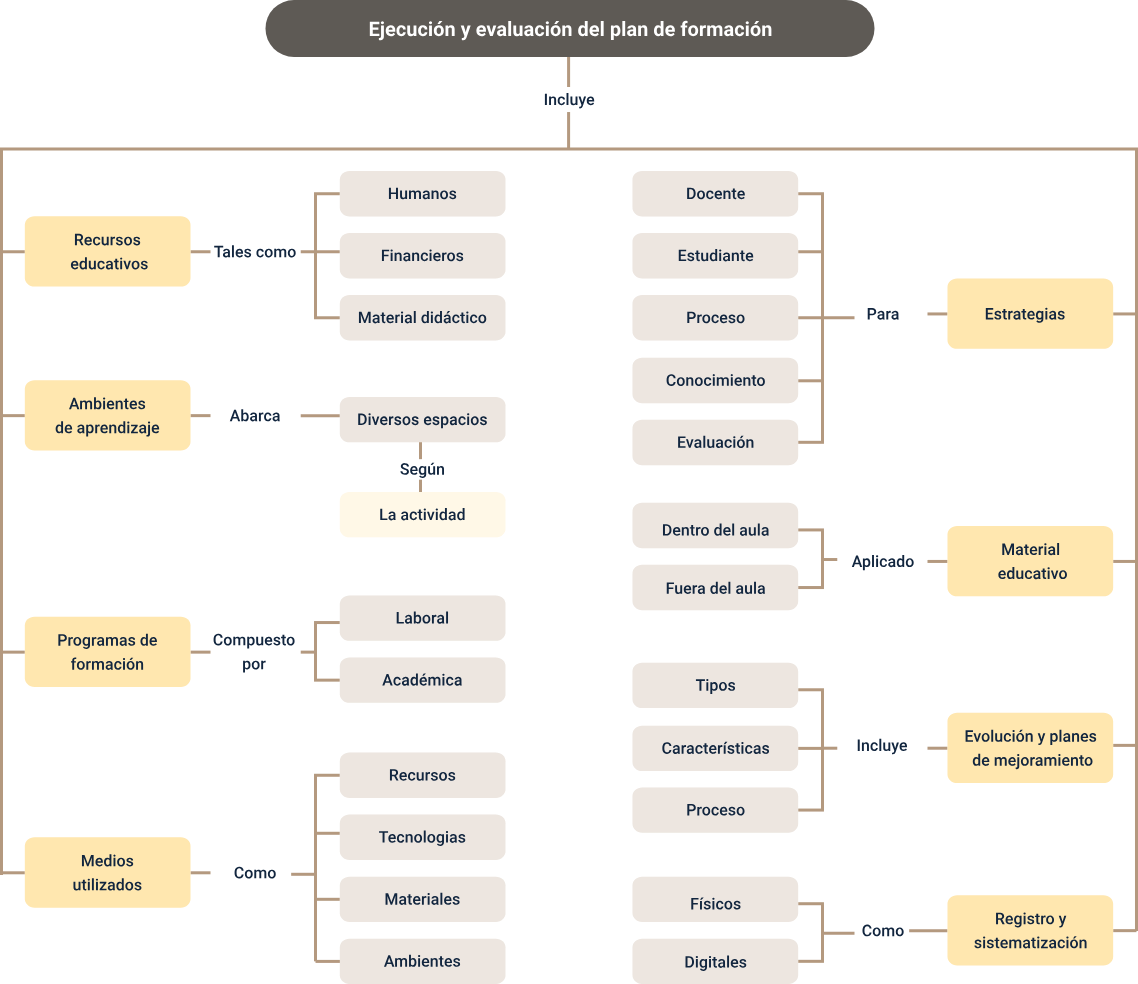 Ejecución y evaluación del plan de formación
Incluye
Recursos
educativos
Tales como
Humanos
Financieros
Material didáctico
Ambientes
de aprendizaje
Abarca
Diversos espacios
Según
La actividad
Programas de
formación
Compuesto
por
Laboral
Académica
Medios
utilizados
Como
Recursos
Tecnologias
Materiales
Ambientes
Estrategias
Para
Docente
Estudiante
Proceso
Conocimiento
Evaluación
Material
educativo
Aplicado
Dentro del aula
Fuera del aula
Evolución y planes
de mejoramiento
Incluye
Tipos
Características
Proceso
Registro y
sistematización
Como
Físicos
Digitales